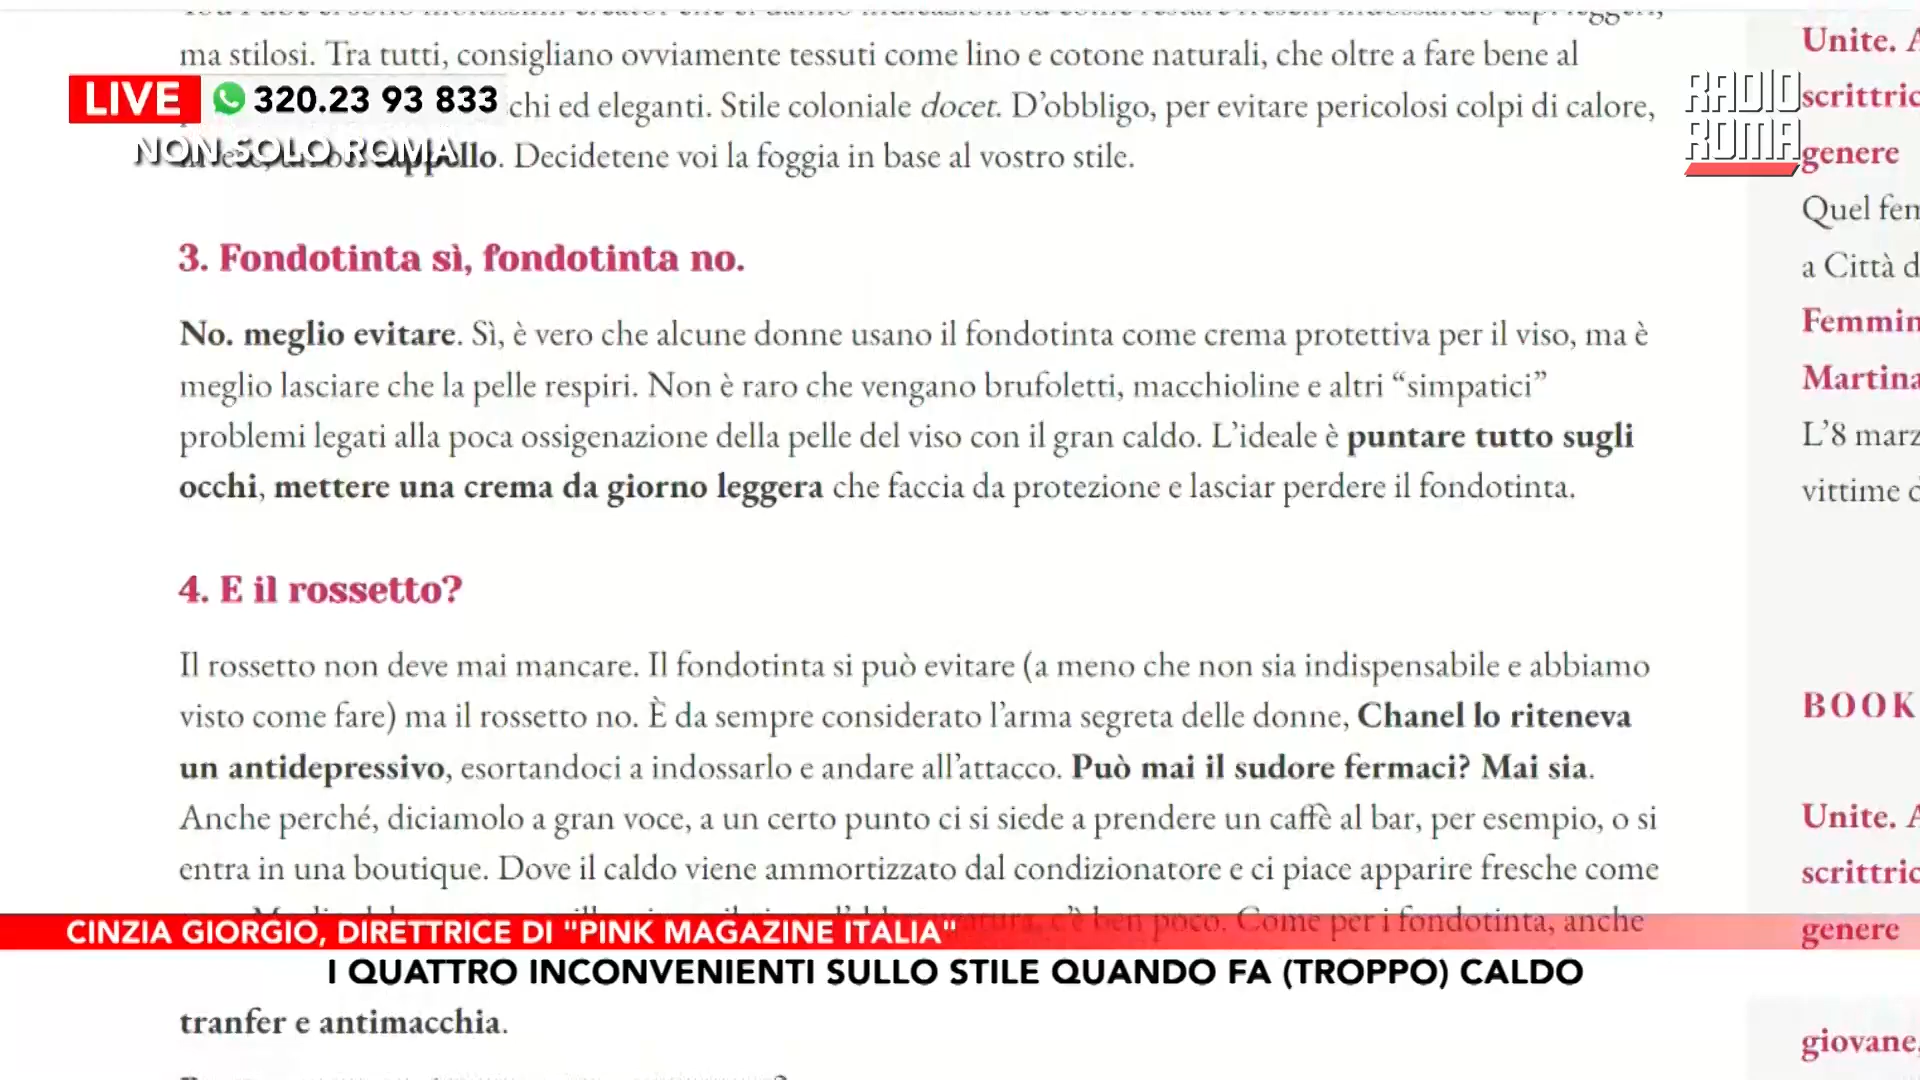 ma stilosi. Tra tutti, consigliano ovviamente tessuti come lino e cotone naturali, che oltre a fare bene al
LIVE 320.23 93 833
chi ed eleganti. Stile coloniale docet. D’obbligo, per evitare pericolosi colpi di calore,
NON SOLO ROMA
RADIO
ROMA
llo. Decidetene voi la foggia in base al vostro stile.
3. Fondotinta sì, fondotinta no.
No. meglio evitare. Sì, è vero che alcune donne usano il fondotinta come crema protettiva per il viso, ma è
meglio lasciare che la pelle respiri. Non è raro che vengano brufoletti, macchioline e altri “simpatici”
problemi legati alla poca ossigenazione della pelle del viso con il gran caldo. L’ideale è puntare tutto sugli
occhi, mettere una crema da giorno leggera che faccia da protezione e lasciar perdere il fondotinta.
4. E il rossetto?
Il rossetto non deve mai mancare. Il fondotinta si può evitare (a meno che non sia indispensabile e abbiamo
visto come fare) ma il rossetto no. È da sempre considerato l’arma segreta delle donne, Chanel lo riteneva
un antidepressivo, esortandoci a indossarlo e andare all’attacco. Può mai il sudore fermaci? Mai sia.
Anche perché, diciamolo a gran voce, a un certo punto ci si siede a prendere un caffè al bar, per esempio, o si
entra in una boutique. Dove il caldo viene ammortizzato dal condizionatore e ci piace apparire fresche come
c’è ben poco. Come per i fondotinta, anche
CINZIA GIORGIO, DIRETTRICE DI "PINK MAGAZINE ITALIA"
I QUATTRO INCONVENIENTI SULLO STILE QUANDO FA (TROPPO) CALDO
tranfer e antimacchia.
Unite. A
scrittric
genere
Quel fem
a Città d
Femmin
Martina
L’8 marz
vittime d
BOOK
Unite. A
scrittric
genere
giovane,